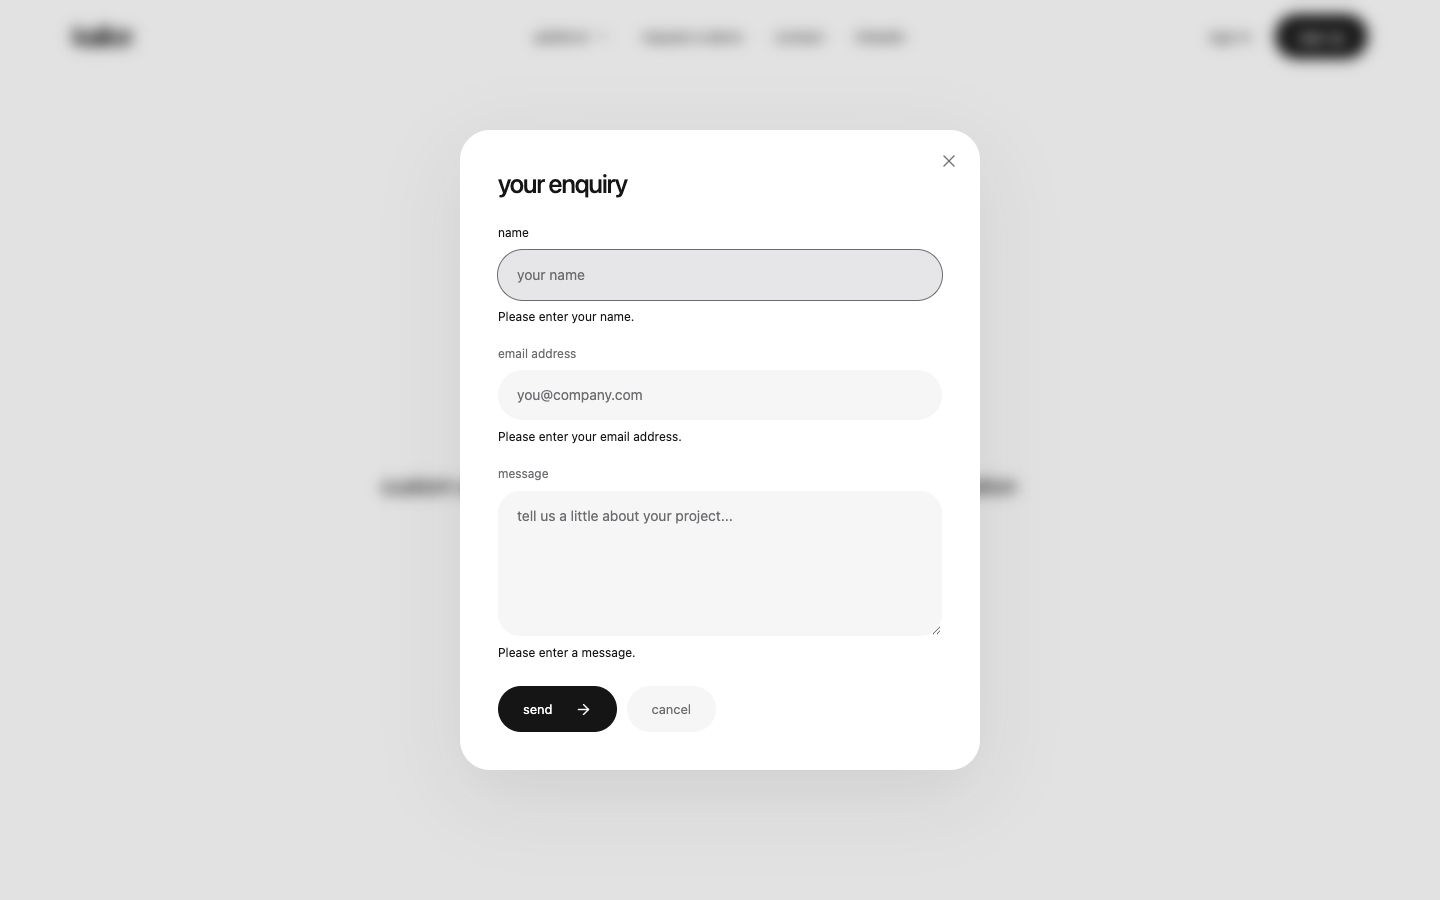 your enquiry
name
your name
Please enter your name.
email address
you@company.com
Please enter your email address.
message
tell us a little about your project...
Please enter a message.
send
cancel